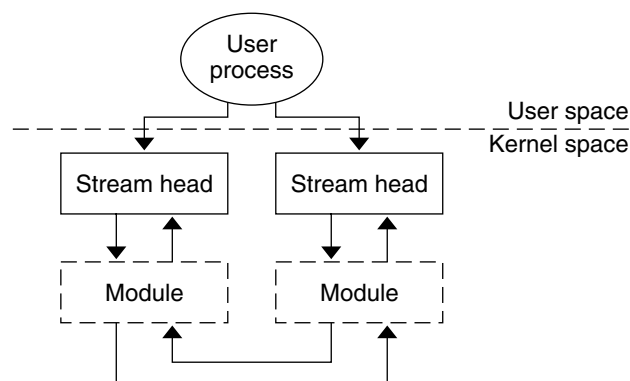 User
process
User space
Kernel space
Stream head
Stream head
Module
Module